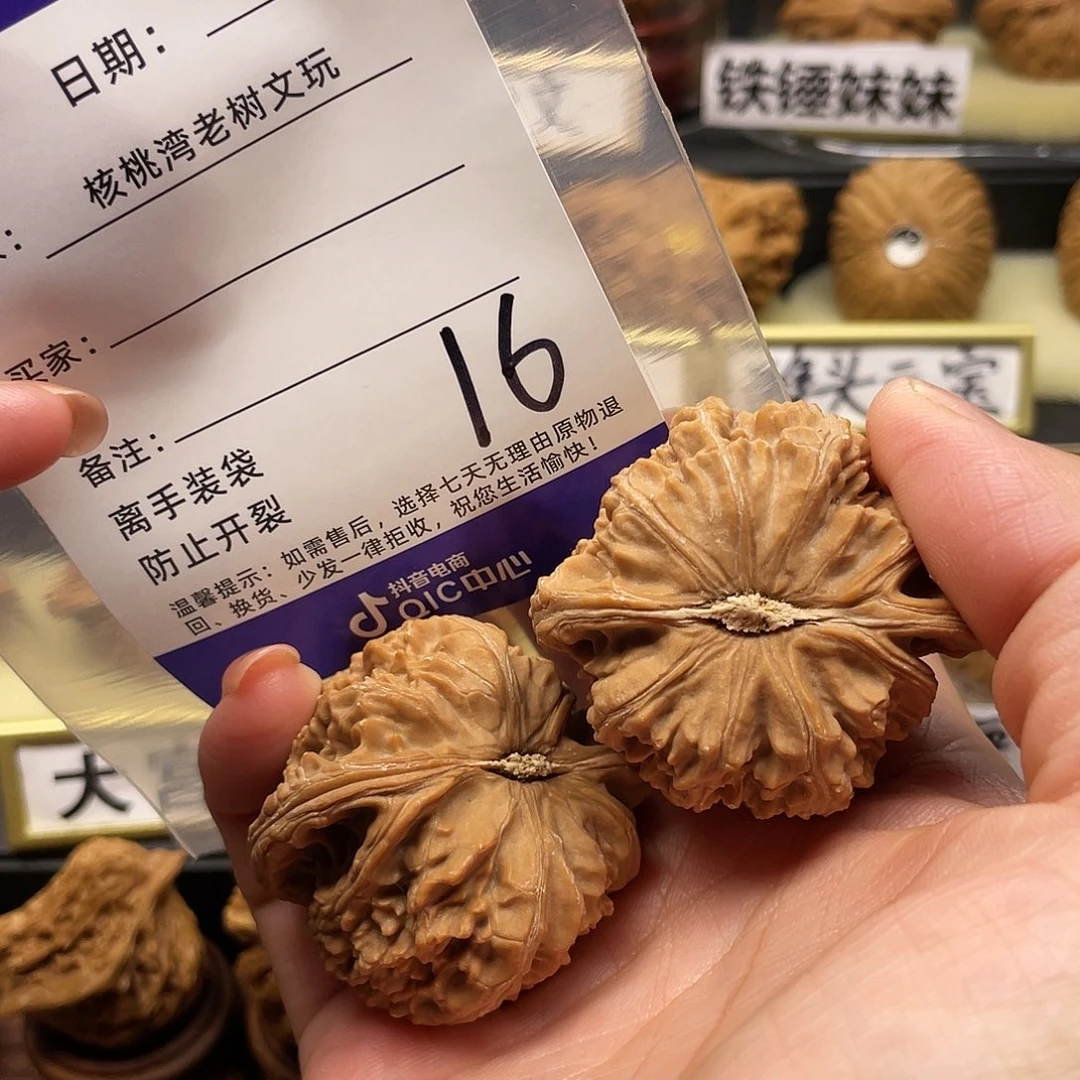 日期：
核桃湾老树文玩
买家：
16
备注：
离手装袋
防止开裂
温馨提示：如需售后，选择七天无理由原物退
回、换货、少发一律拒收，祝您生活愉快！
抖音电商
QIC中心
铁锤妹妹
大